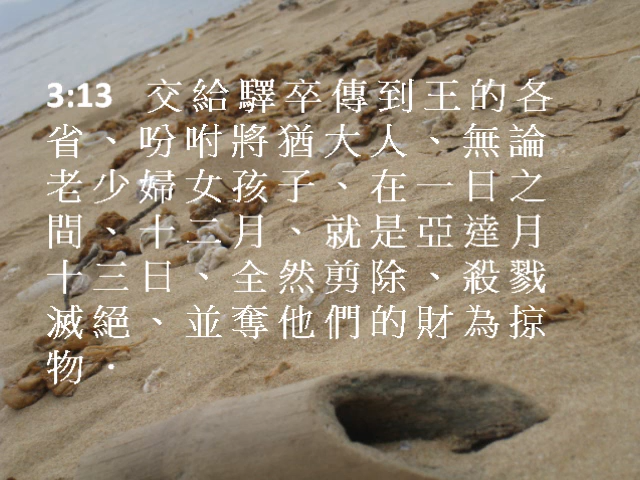 3:13 交給驛卒傳到王的各
省、吩咐將猶大人、無論
老少婦女孩子、在一日之
間、十二月、就是亞達月
十三日、全然剪除、殺戮
滅絕、並奪他們的財為掠
物．